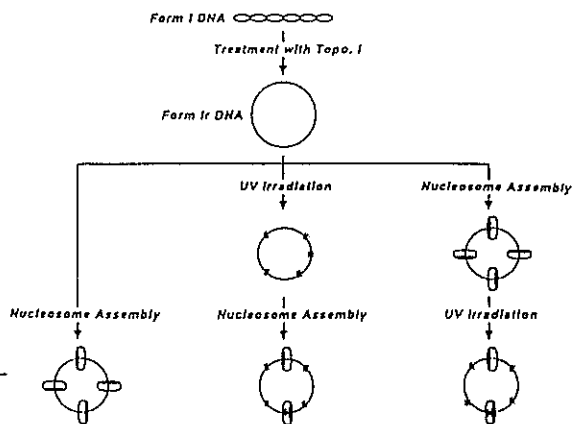 Form I DNA
Treatment with Topo. I
Form Ir DNA
UV Irradiation
Nucleosome Assembly
Nucleosome Assembly
Nucleosome Assembly
UV Irradiation